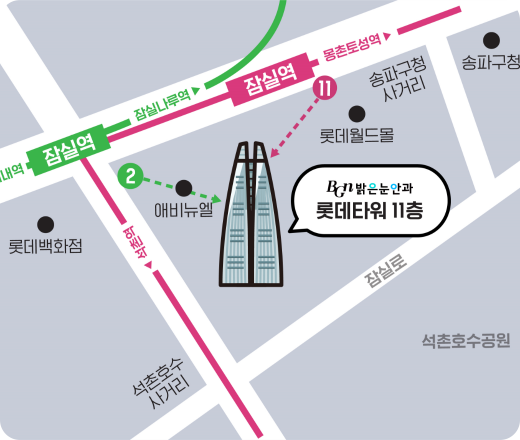 몽촌토성역 ▶
송파구청
송파구청
사거리
잠실역
11
잠실나루역 ▶
롯데월드몰
잠실역
내역
2
애비뉴엘
BGN 밝은눈안과
롯데타워 11층
석촌역
롯데백화점
잠실로
석촌호수공원
석촌호수
사거리